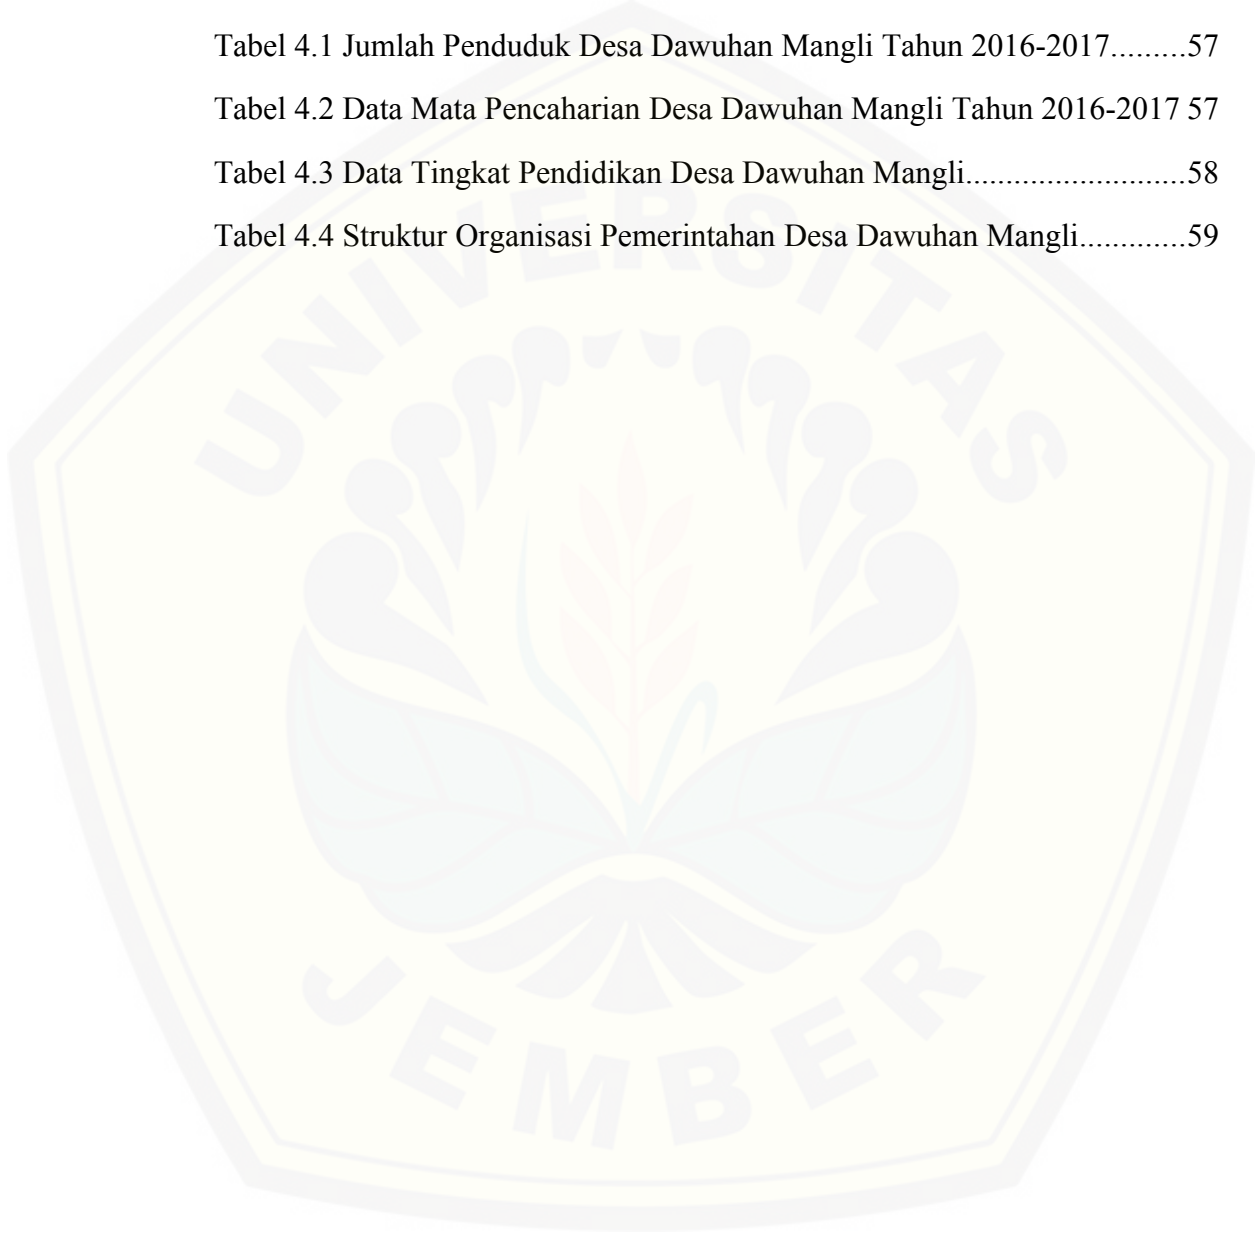 Tabel 4.1 Jumlah Penduduk Desa Dawuhan Mangli Tahun 2016-2017.........57
Tabel 4.2 Data Mata Pencaharian Desa Dawuhan Mangli Tahun 2016-2017 57
Tabel 4.3 Data Tingkat Pendidikan Desa Dawuhan Mangli............................58
Tabel 4.4 Struktur Organisasi Pemerintahan Desa Dawuhan Mangli.............59
UNIVERSITAS
JEMBER